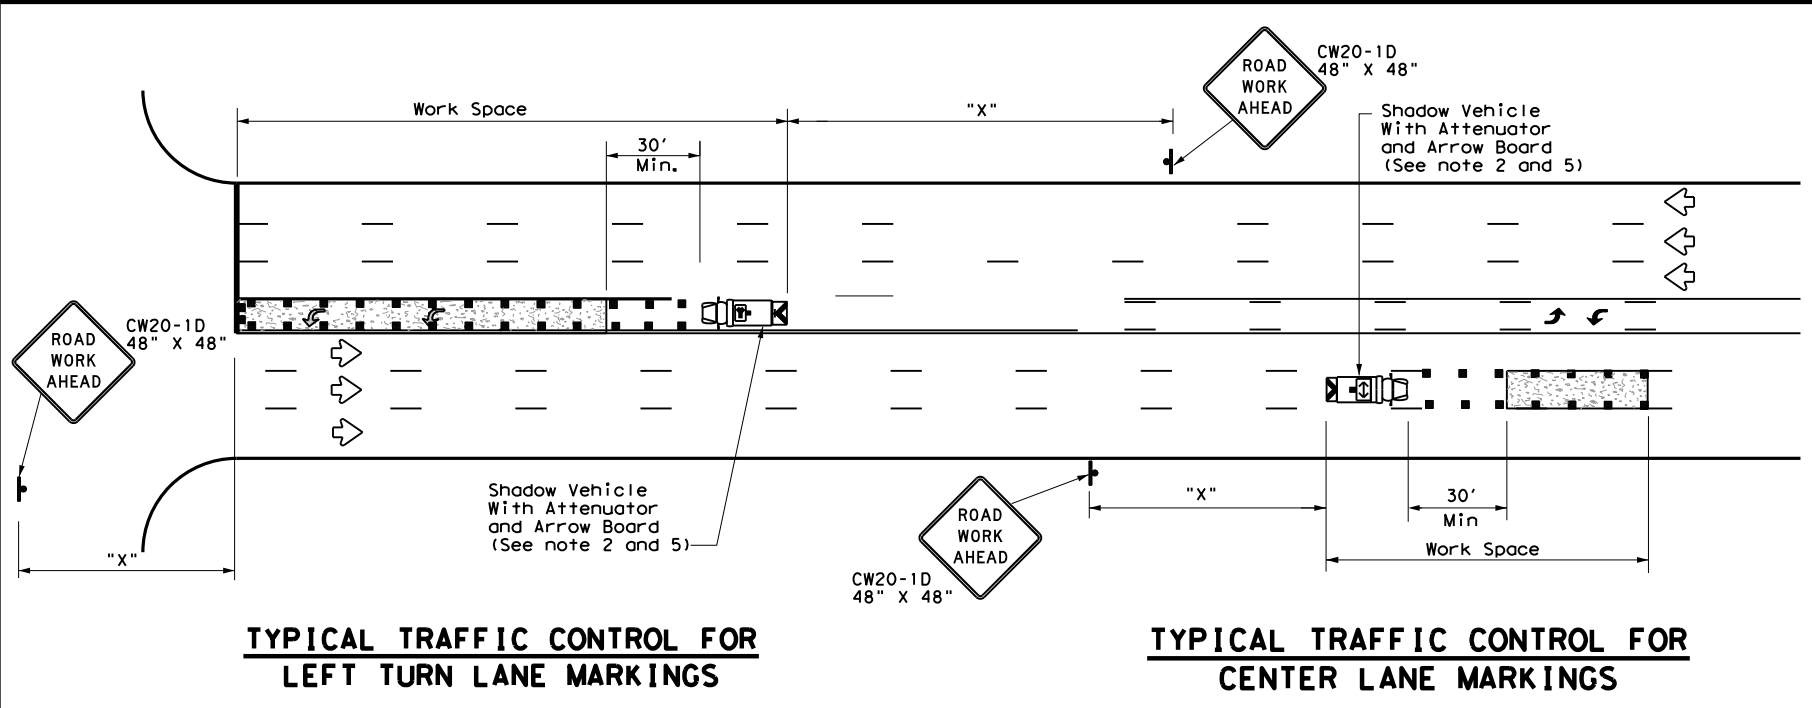 ROAD
WORK
AHEAD
CW20-1D
48" X 48"
Work Space
"X"
30'
Min.
Shadow Vehicle
With Attenuator
and Arrow Board
(See note 2 and 5)
ROAD
WORK
AHEAD
CW20-1D
48" X 48"
"X"
Shadow Vehicle
With Attenuator
and Arrow Board
(See note 2 and 5)
ROAD
WORK
AHEAD
CW20-1D
48" X 48"
"X"
30'
Min
Work Space
TYPICAL TRAFFIC CONTROL FOR
LEFT TURN LANE MARKINGS
TYPICAL TRAFFIC CONTROL FOR
CENTER LANE MARKINGS